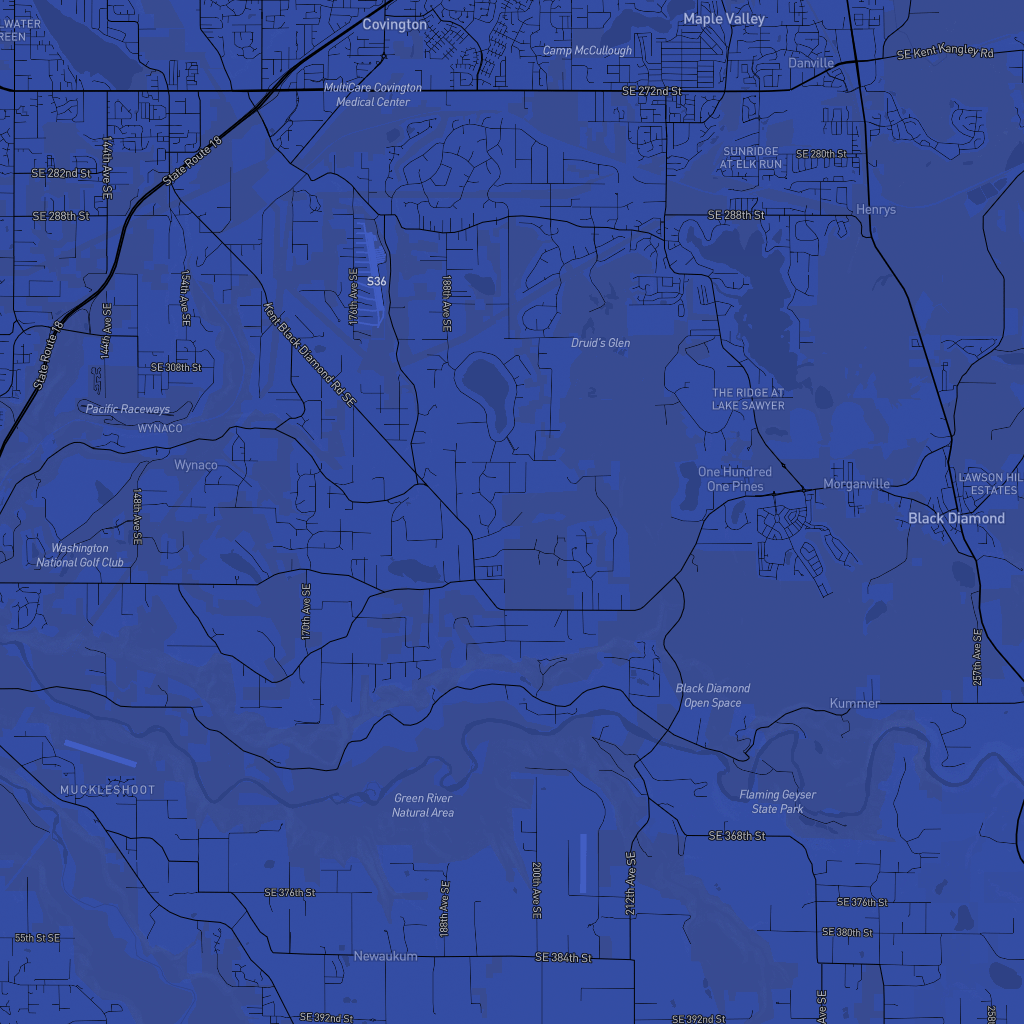 Covington
Maple Valley
LWATER
REEN
Camp McCullough
SE Kent Kangley Rd
Danville
MultiCare Covington
Medical Center
SE 272nd St
State Route 18
144th Ave SE
SUNRIDGE
AT ELK RUN
SE 280th St
SE 282nd St
SE 288th St
SE 288th St
Henrys
S36
154th Ave SE
176th Ave SE
188th Ave SE
144th Ave SE
Kent Black Diamond Rd SE
State Route 18
Druid's Glen
SE 308th St
THE RIDGE AT
LAKE SAWYER
Pacific Raceways
WYNACO
Wynaco
One Hundred
One Pines
Morganville
LAWSON HIL
ESTATES
148th Ave SE
Black Diamond
Washington
National Golf Club
170th Ave SE
257th Ave SE
Black Diamond
Open Space
Kummer
MUCKLESHOOT
Green River
Natural Area
Flaming Geyser
State Park
SE 368th St
SE 376th St
188th Ave SE
200th Ave SE
212th Ave SE
SE 376th St
SE 380th St
55th St SE
Newaukum
SE 384th St
SE 392nd St
SE 392nd St
Ave SE
258